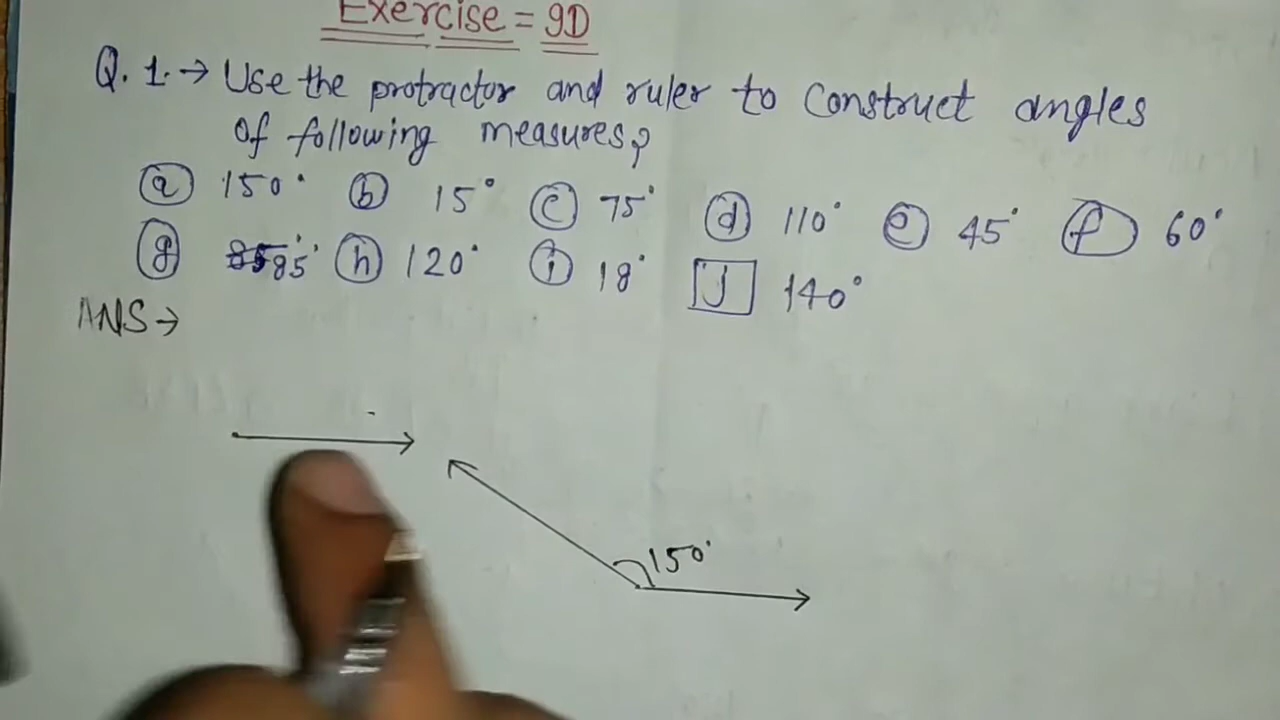 Exercise = 9D
Q. 1. → Use the protractor and ruler to construct angles
of following measures?
(a) 150° (b) 15° (c) 75° (d) 110° (e) 45° (f) 60°
(g) 85° (h) 120° (i) 18° J 140°
ANS →
150°